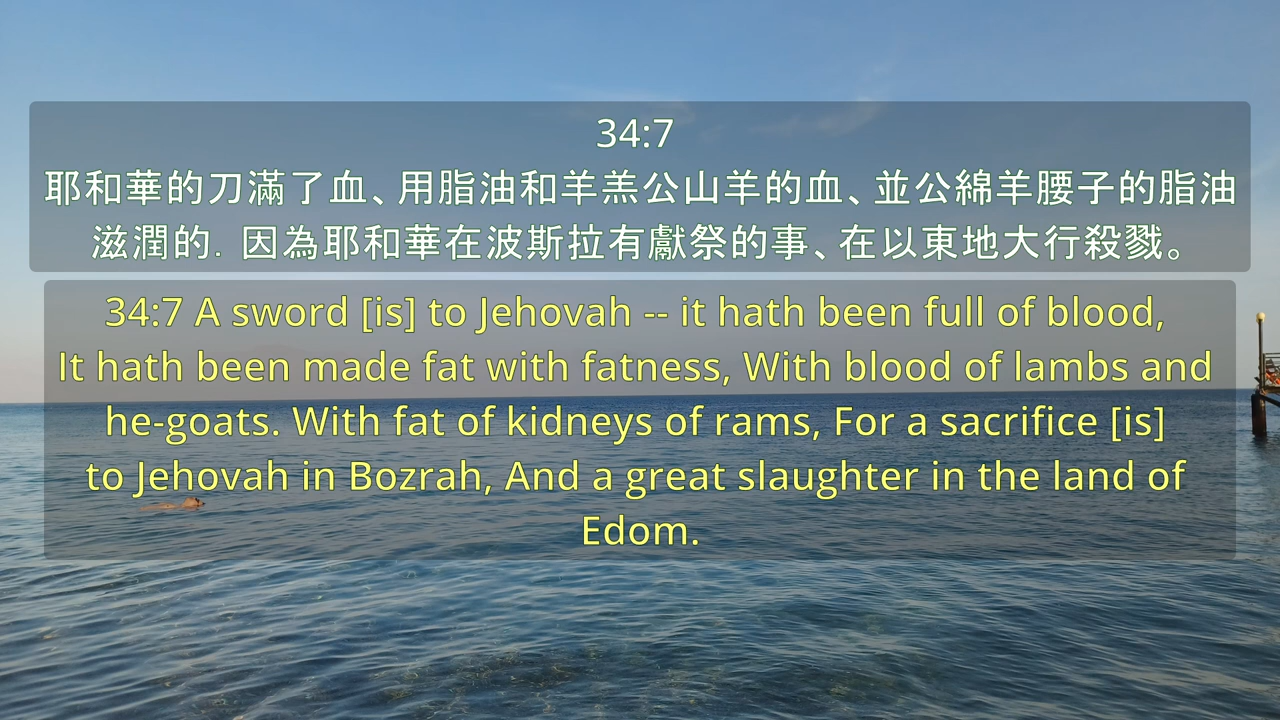 34:7
耶和華的刀滿了血、用脂油和羊羔公山羊的血、並公綿羊腰子的脂油
滋潤的．因為耶和華在波斯拉有獻祭的事、在以東地大行殺戮。
34:7 A sword [is] to Jehovah -- it hath been full of blood,
It hath been made fat with fatness, With blood of lambs and
he-goats. With fat of kidneys of rams, For a sacrifice [is]
to Jehovah in Bozrah, And a great slaughter in the land of
Edom.